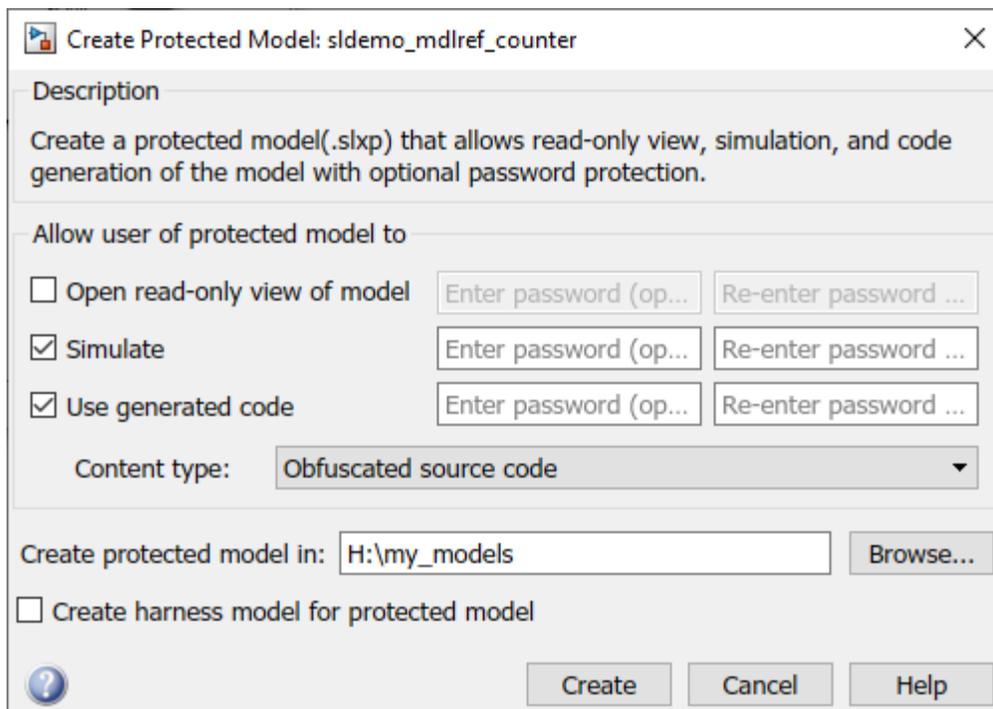 Create Protected Model: sldemo_mdlref_counter
Description
Create a protected model(.slxp) that allows read-only view, simulation, and code
generation of the model with optional password protection.
Allow user of protected model to
Open read-only view of model Enter password (op... Re-enter password ...
Simulate Enter password (op... Re-enter password ...
Use generated code Enter password (op... Re-enter password ...
Content type: Obfuscated source code
Create protected model in: H:\my_models Browse...
Create harness model for protected model
? Create Cancel Help